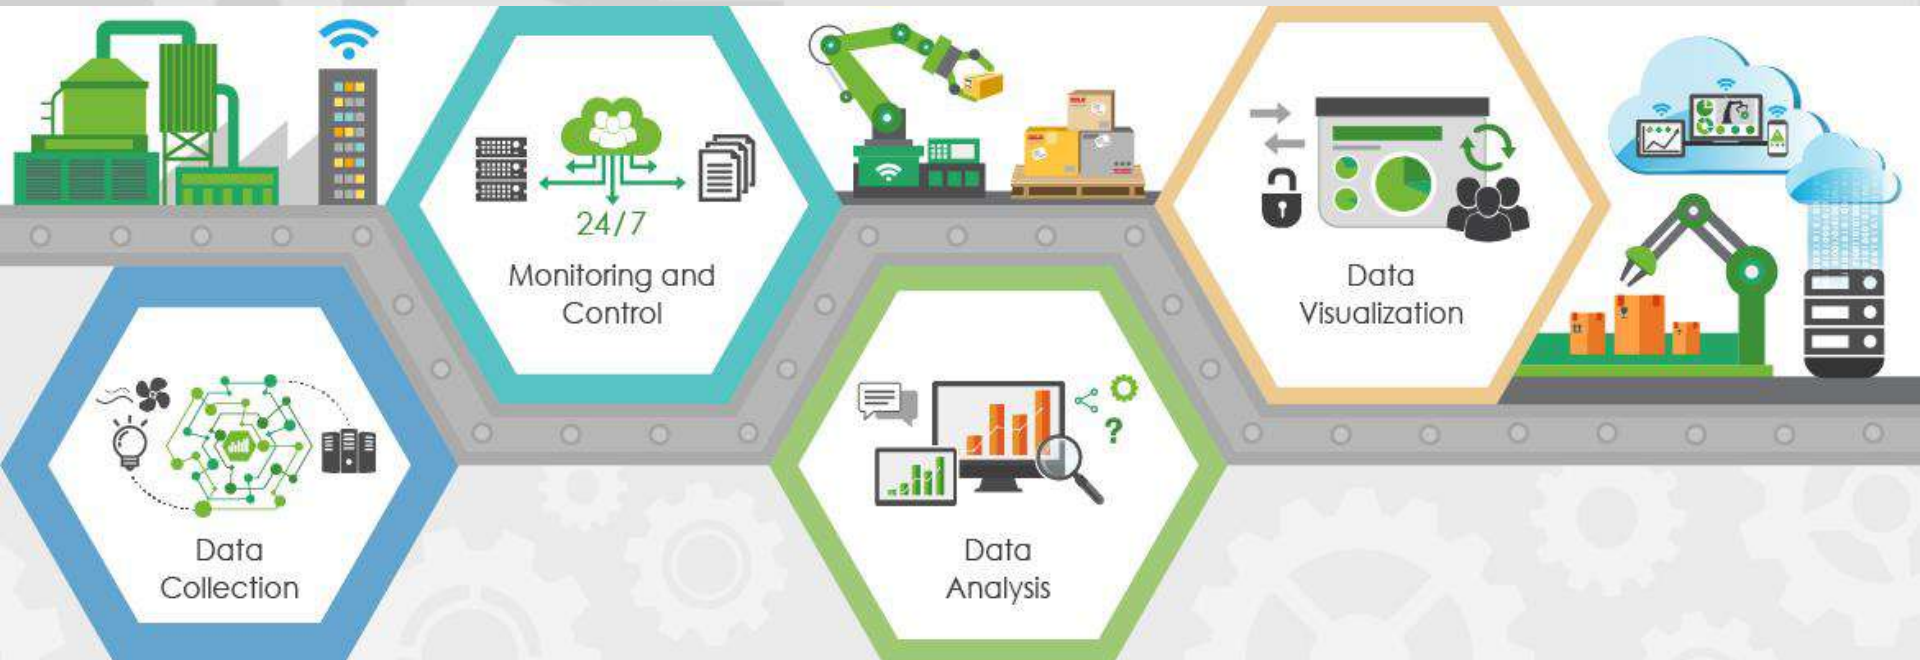 24/7
Monitoring and
Control
Data
Visualization
Data
Collection
Data
Analysis
?